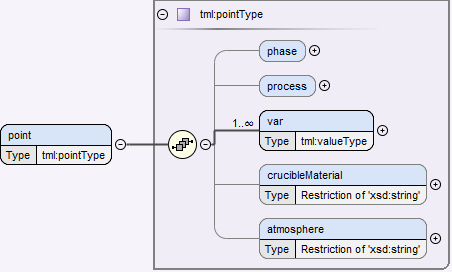 tml:pointType
phase
process
1..∞
var
Type tml:valueType
point
Type tml:pointType
crucibleMaterial
Type Restriction of 'xsd:string'
atmosphere
Type Restriction of 'xsd:string'